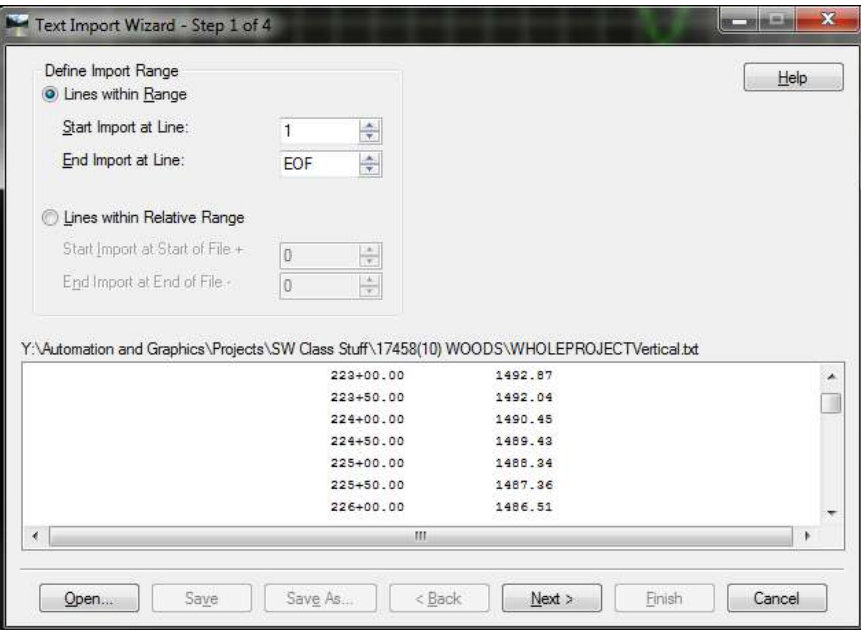 Text Import Wizard - Step 1 of 4
Define Import Range
Help
Lines within Range
Start Import at Line:
1
End Import at Line:
EOF
Lines within Relative Range
Start Import at Start of File +
0
End Import at End of File -
0
Y:\Automation and Graphics\Projects\SW Class Stuff\17458(10) WOODS\WHOLEPROJECTVertical.txt
223+00.00 1492.87
223+50.00 1492.04
224+00.00 1490.45
224+50.00 1489.43
225+00.00 1488.34
225+50.00 1487.36
226+00.00 1486.51
Open... Save Save As... < Back Next > Finish Cancel